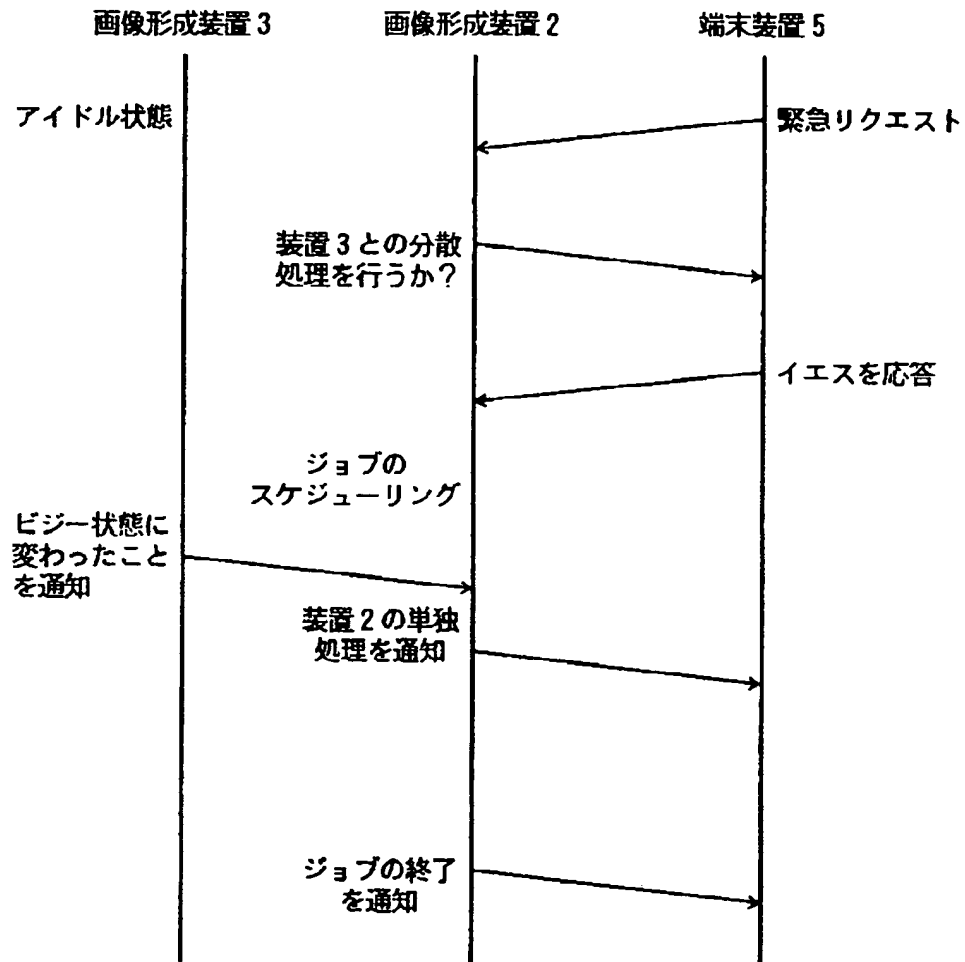 画像形成装置3
画像形成装置2
端末装置5
アイドル状態
緊急リクエスト
装置3との分散
処理を行うか?
イエスを応答
ジョブの
スケジューリング
ビジー状態に
変わったこと
を通知
装置2の単独
処理を通知
ジョブの終了
を通知